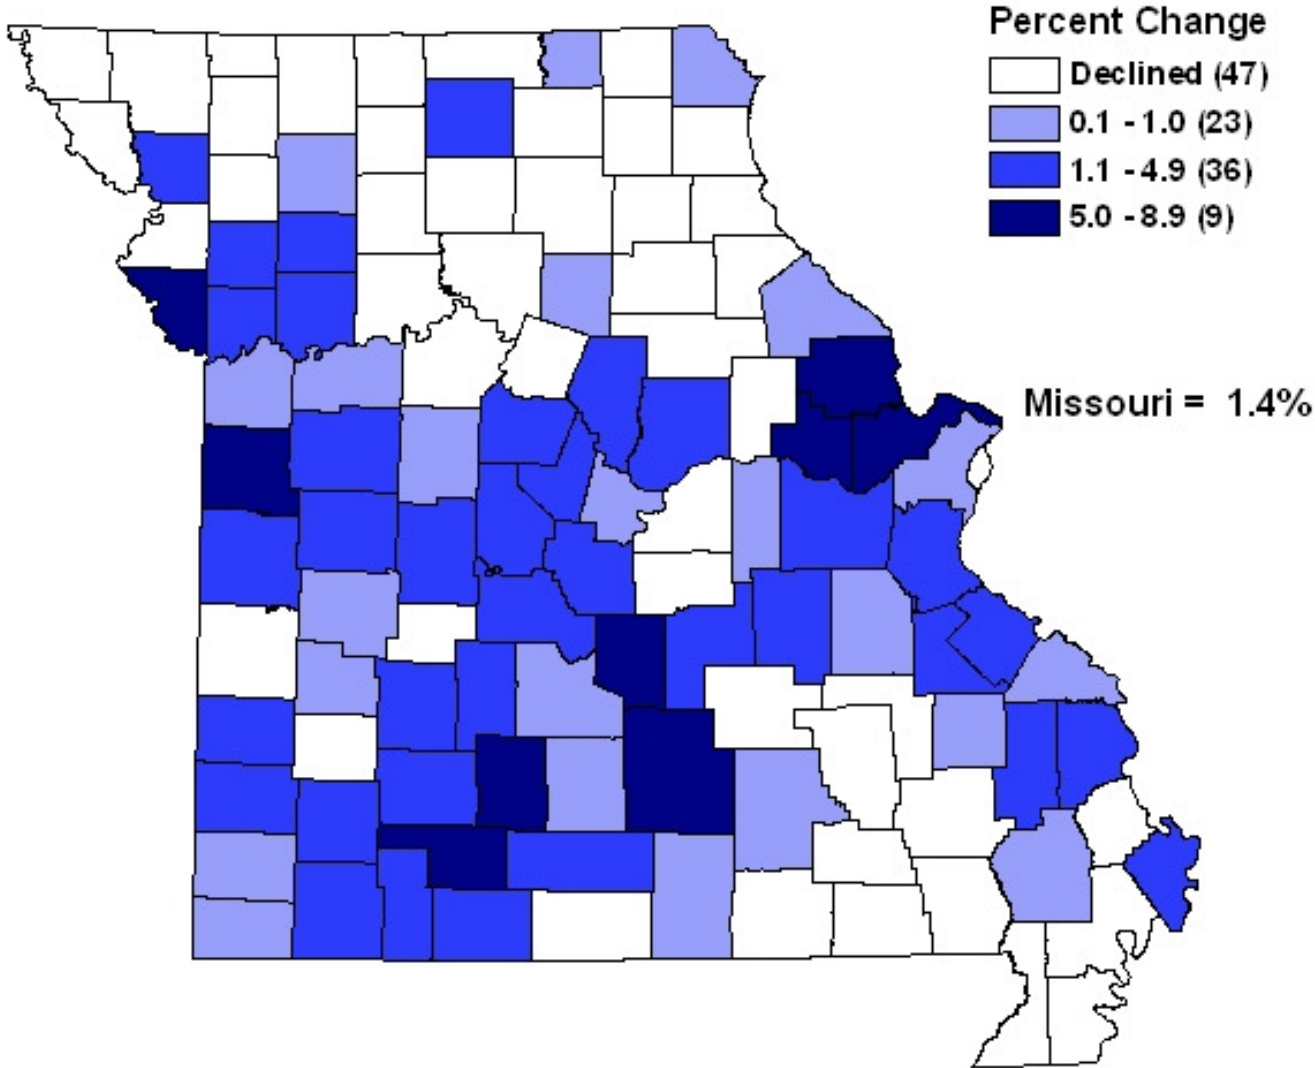 Percent Change
Declined (47)
0.1 - 1.0 (23)
1.1 - 4.9 (36)
5.0 - 8.9 (9)
Missouri = 1.4%